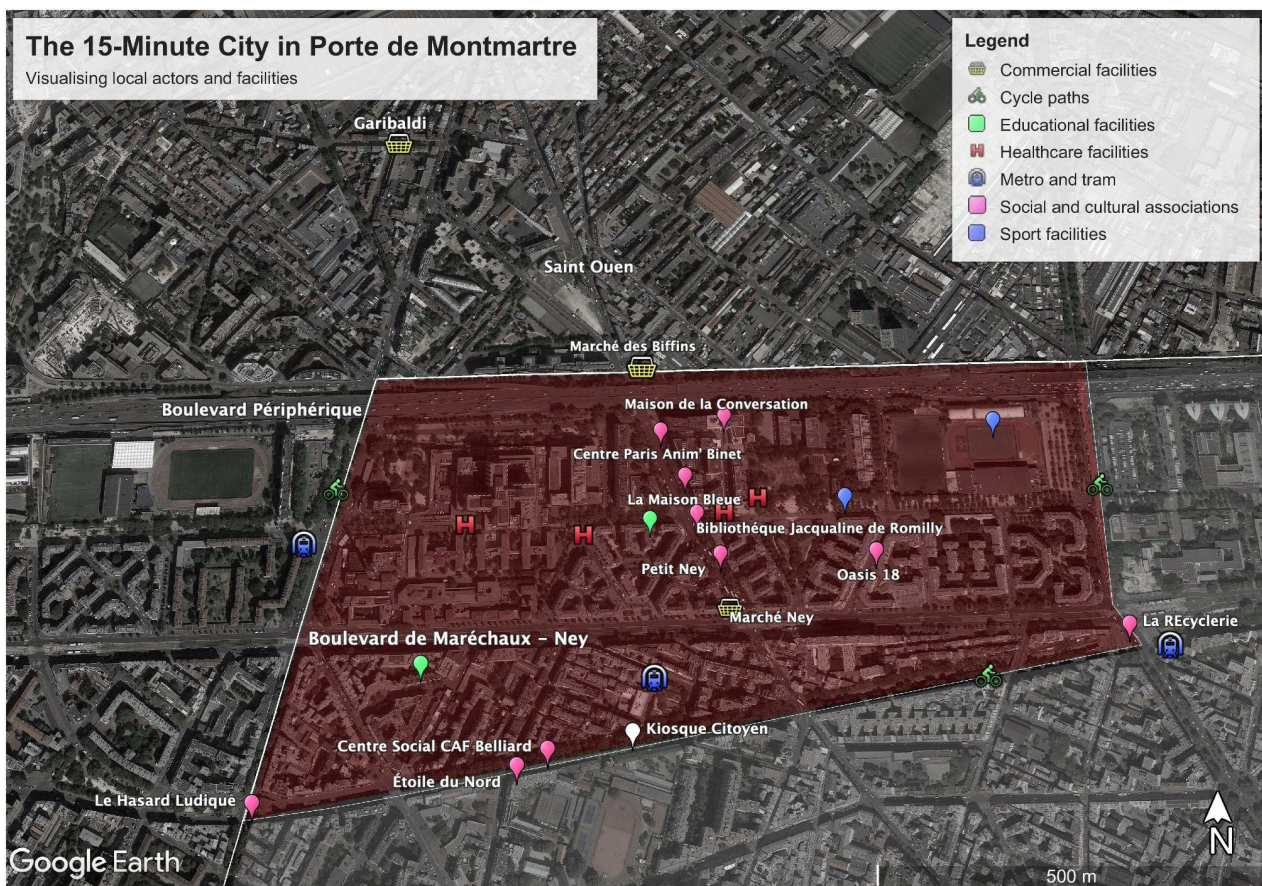 The 15-Minute City in Porte de Montmartre
Visualising local actors and facilities
Legend
Commercial facilities
Cycle paths
Educational facilities
Healthcare facilities
Metro and tram
Social and cultural associations
Sport facilities
Garibaldi
Saint Ouen
Marché des Biffins
Boulevard Périphérique
Maison de la Conversation
Centre Paris Anim' Binet
La Maison Bleue
Bibliothéque Jacqualine de Romilly
Petit Ney
Oasis 18
Marché Ney
La REcyclerie
Boulevard de Maréchaux - Ney
Kiosque Citoyen
Centre Social CAF Belliard
Étoile du Nord
Le Hasard Ludique
Google Earth
N
500 m